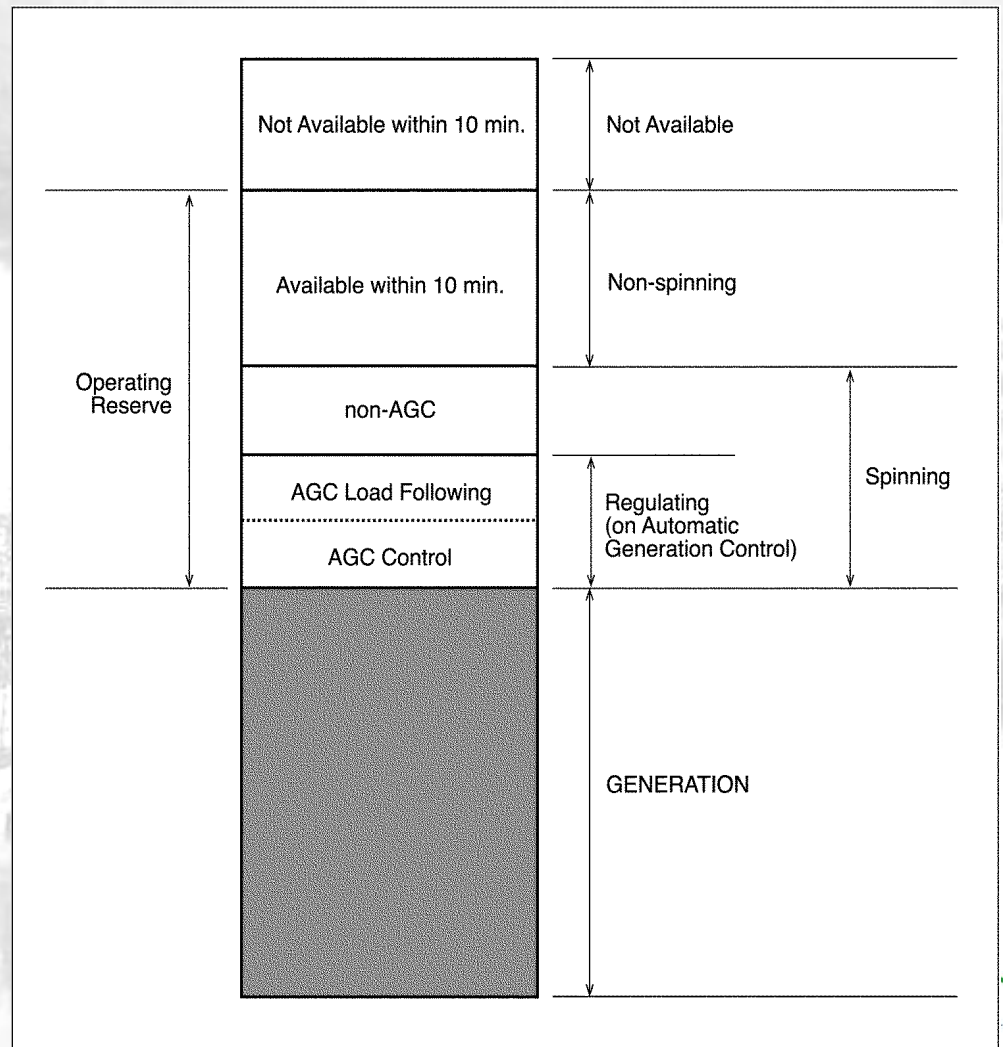 Not Available within 10 min.
Not Available
Available within 10 min.
Non-spinning
Operating
Reserve
non-AGC
Spinning
AGC Load Following
Regulating
(on Automatic
Generation Control)
AGC Control
GENERATION